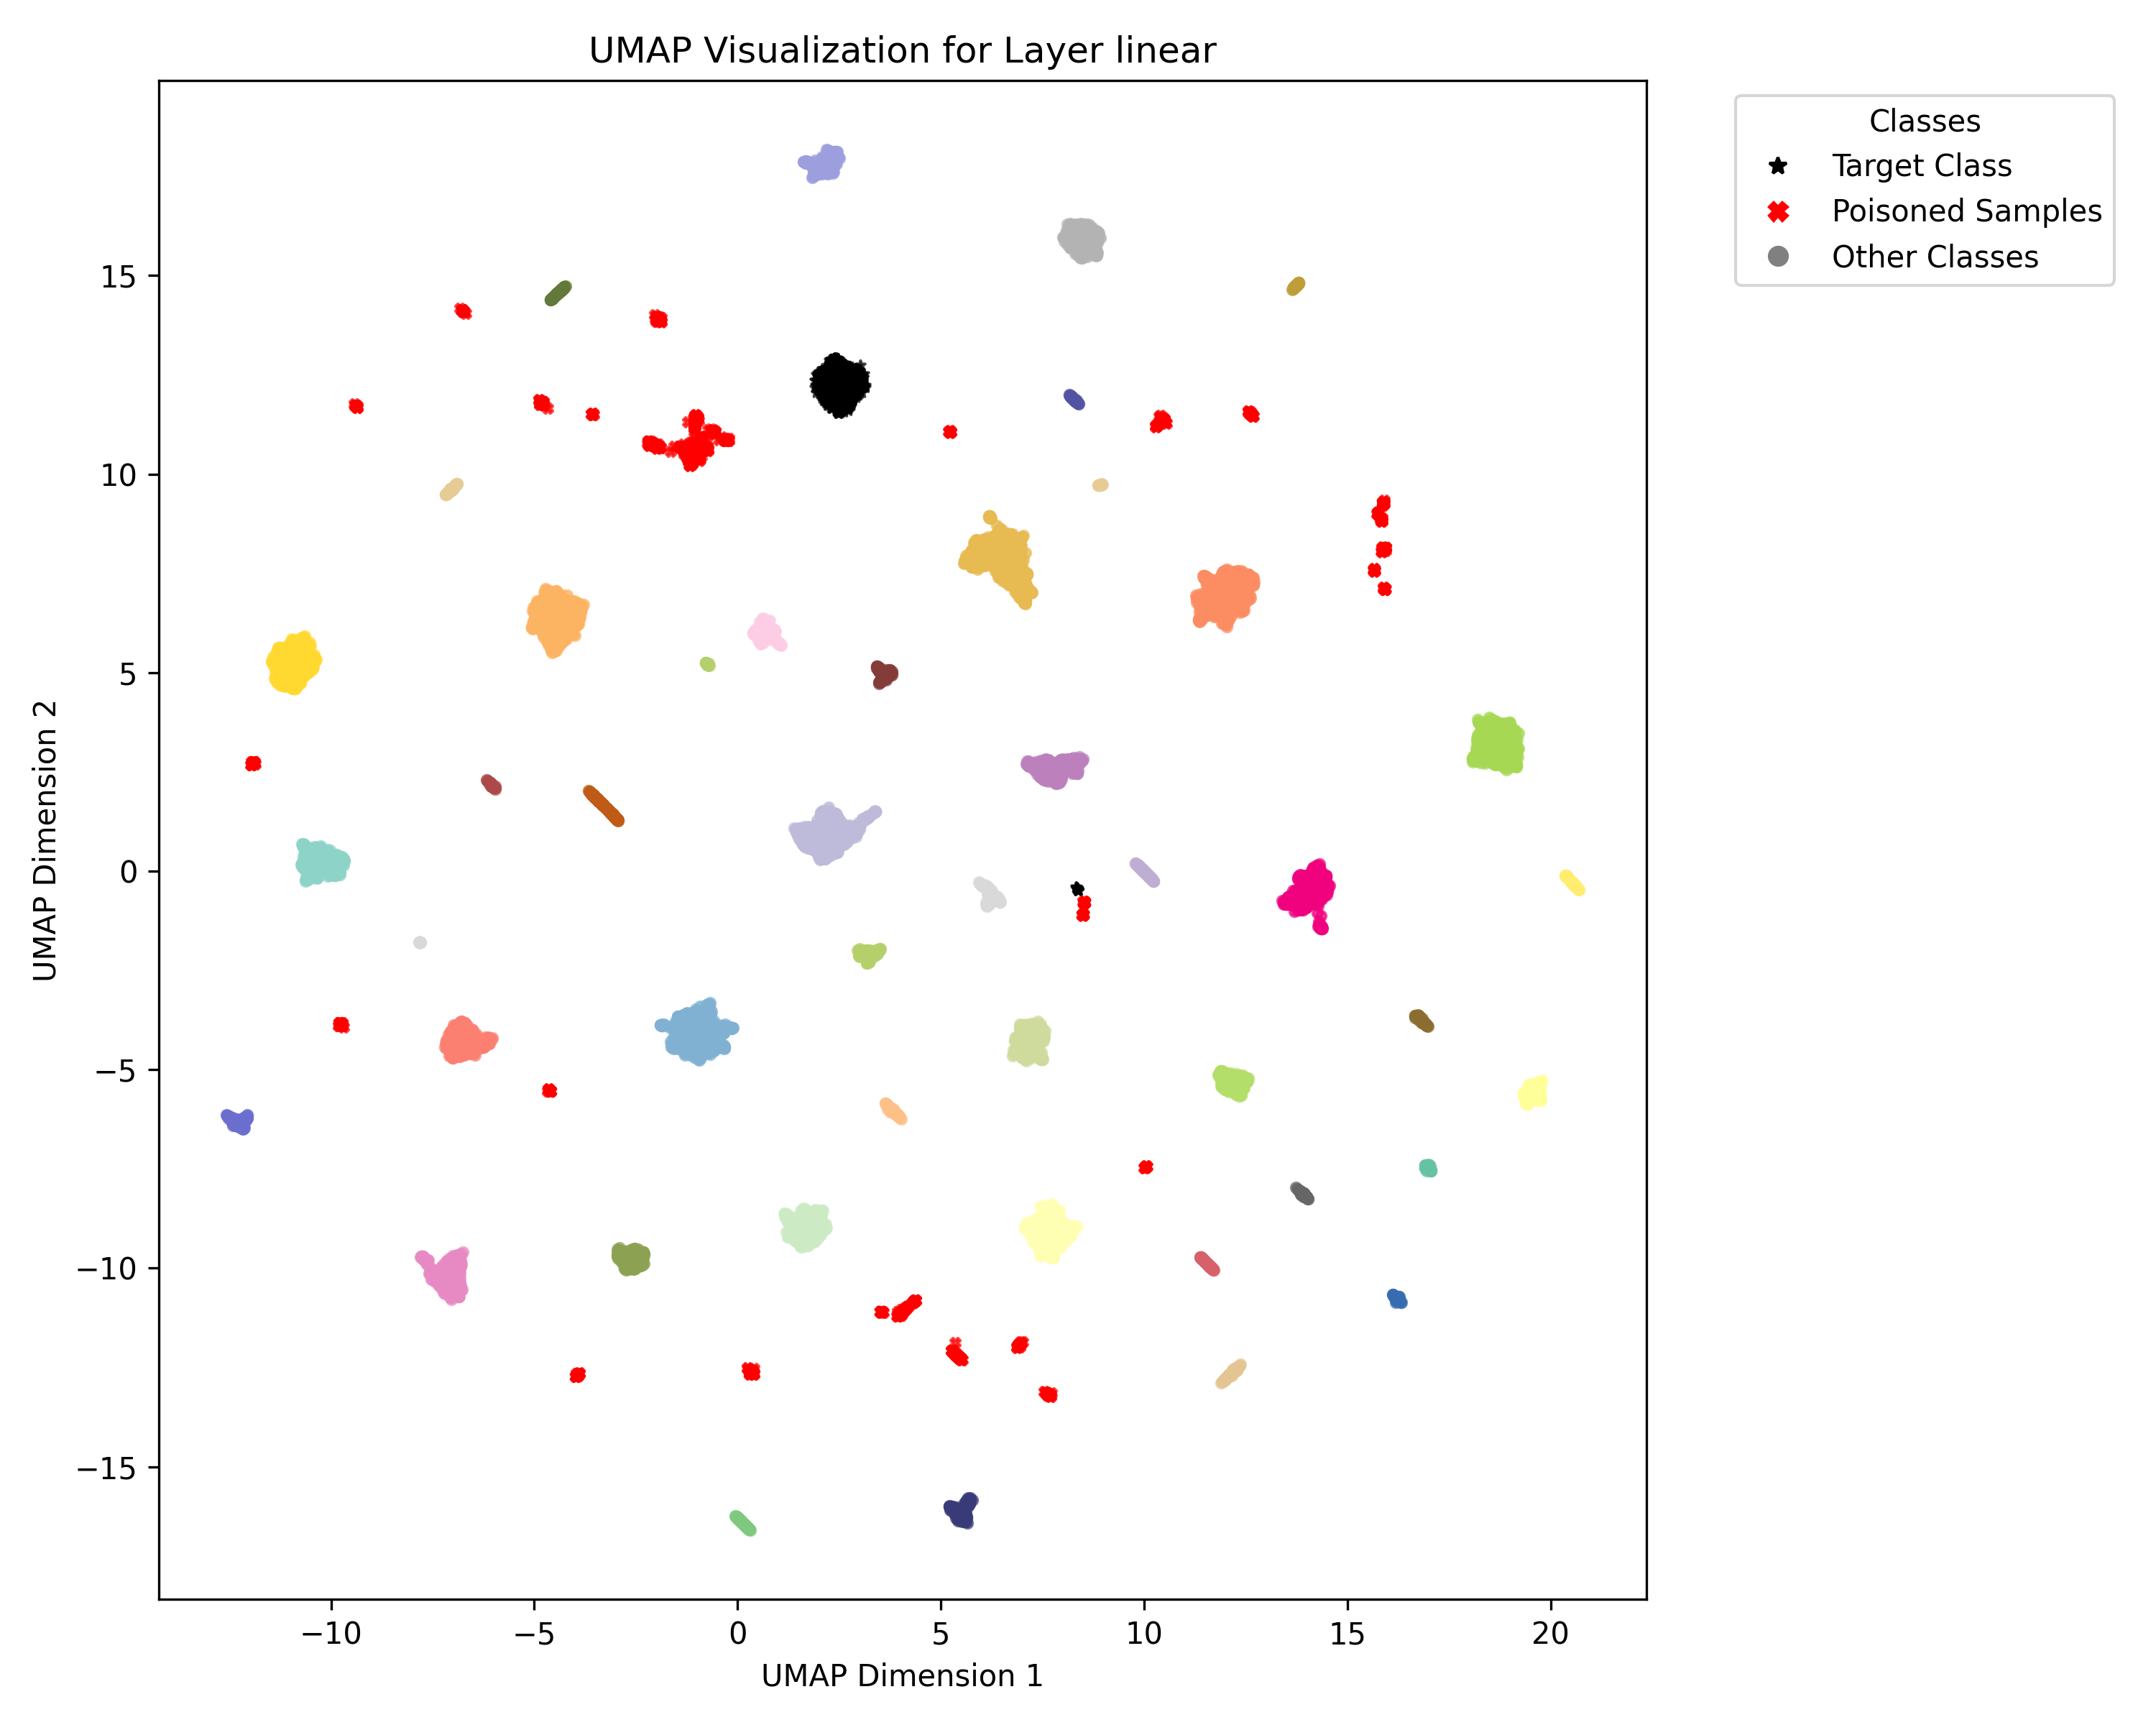 UMAP Visualization for Layer linear
Classes
Target Class
Poisoned Samples
Other Classes
15
10
5
0
−5
−10
−15
UMAP Dimension 2
−10 −5 0 5 10 15 20
UMAP Dimension 1